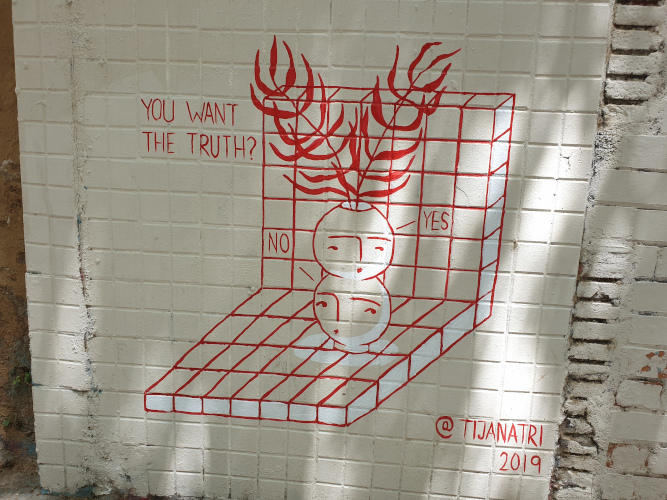 YOU WANT
THE TRUTH?
YES
NO
@TIJANATRI
2019